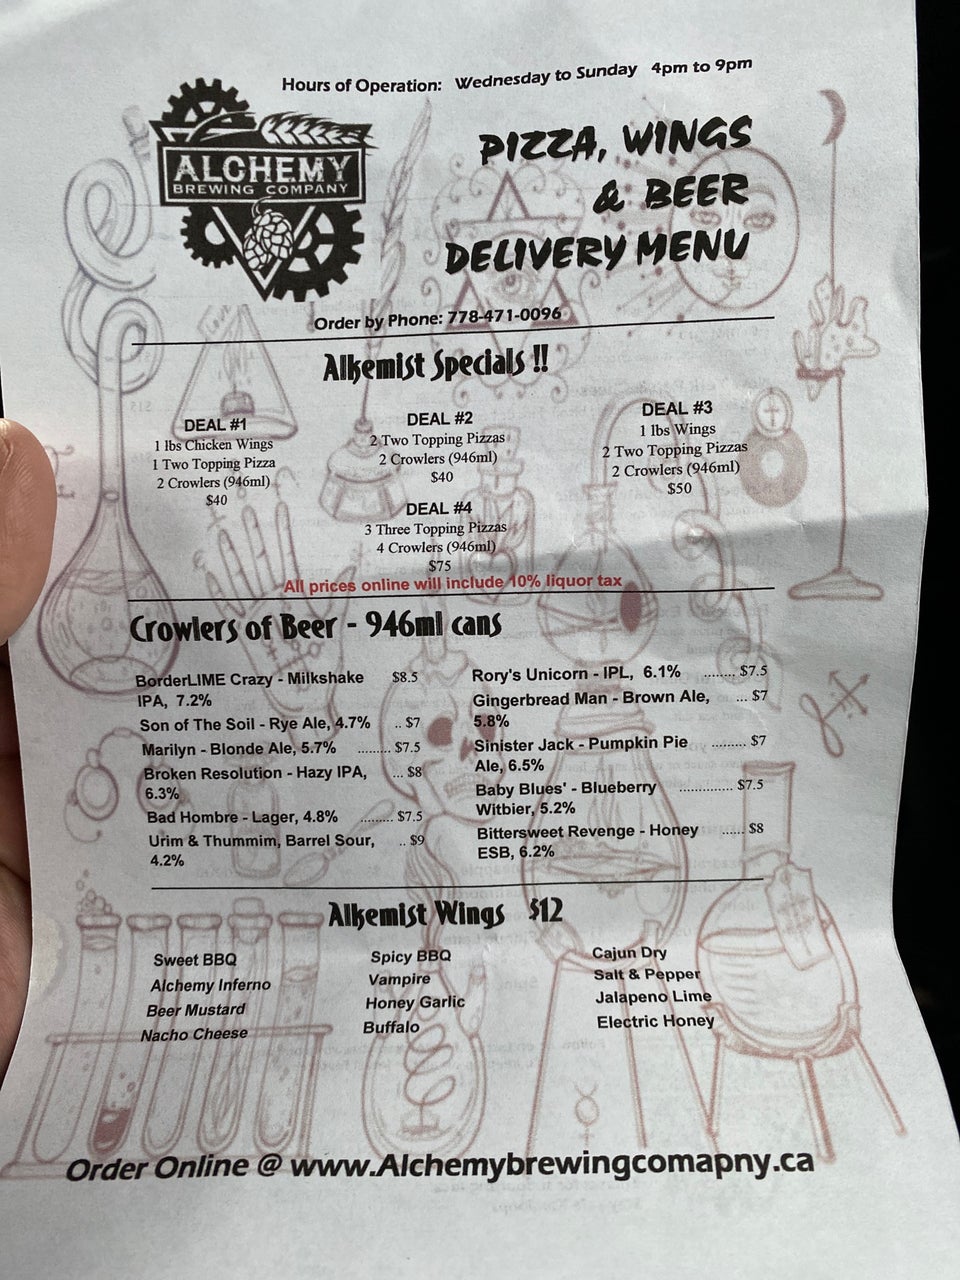 Hours of Operation: Wednesday to Sunday 4pm to 9pm
ALCHEMY
BREWING COMPANY
PIZZA, WINGS
& BEER
DELIVERY MENU
Order by Phone: 778-471-0096
Alkemist Specials !!
DEAL #1
1 lbs Chicken Wings
1 Two Topping Pizza
2 Crowlers (946ml)
$40
DEAL #2
2 Two Topping Pizzas
2 Crowlers (946ml)
$40
DEAL #3
1 lbs Wings
2 Two Topping Pizzas
2 Crowlers (946ml)
$50
DEAL #4
3 Three Topping Pizzas
4 Crowlers (946ml)
$75
All prices online will include 10% liquor tax
Crowlers of Beer - 946ml cans
BorderLIME Crazy - Milkshake $8.5
IPA, 7.2%
Son of The Soil - Rye Ale, 4.7% .. $7
Marilyn - Blonde Ale, 5.7% ......... $7.5
Broken Resolution - Hazy IPA, ... $8
6.3%
Bad Hombre - Lager, 4.8% ......... $7.5
Urim & Thummim, Barrel Sour, .. $9
4.2%
Rory's Unicorn - IPL, 6.1% ........ $7.5
Gingerbread Man - Brown Ale, ... $7
5.8%
Sinister Jack - Pumpkin Pie ......... $7
Ale, 6.5%
Baby Blues' - Blueberry .............. $7.5
Witbier, 5.2%
Bittersweet Revenge - Honey ...... $8
ESB, 6.2%
Alkemist Wings $12
Sweet BBQ
Alchemy Inferno
Beer Mustard
Nacho Cheese
Spicy BBQ
Vampire
Honey Garlic
Buffalo
Cajun Dry
Salt & Pepper
Jalapeno Lime
Electric Honey
Order Online @ www.Alchemybrewingcomapny.ca